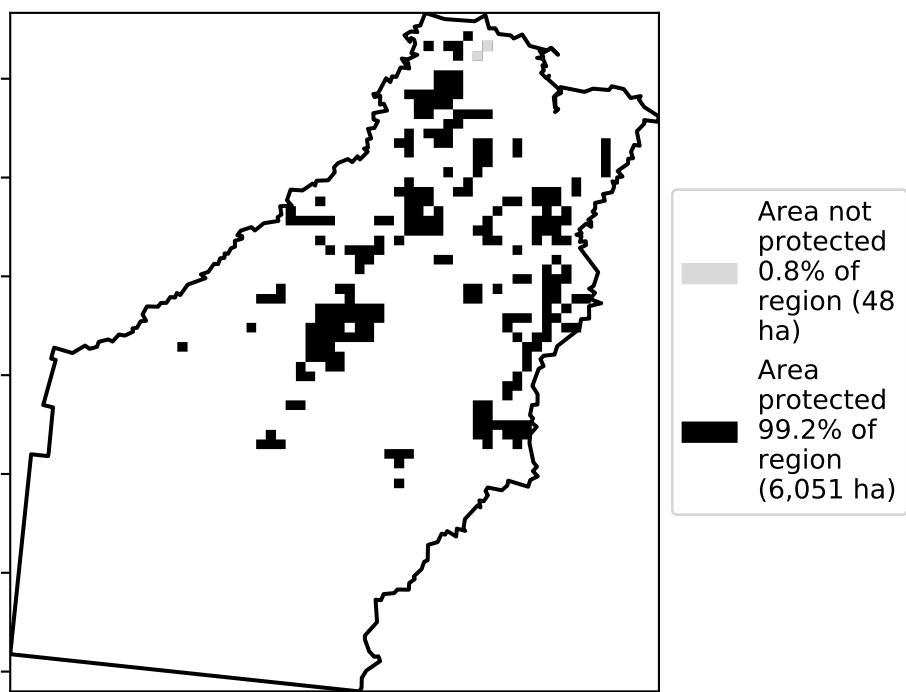 Area not
protected
0.8% of
region (48
ha)
Area
protected
99.2% of
region
(6,051 ha)